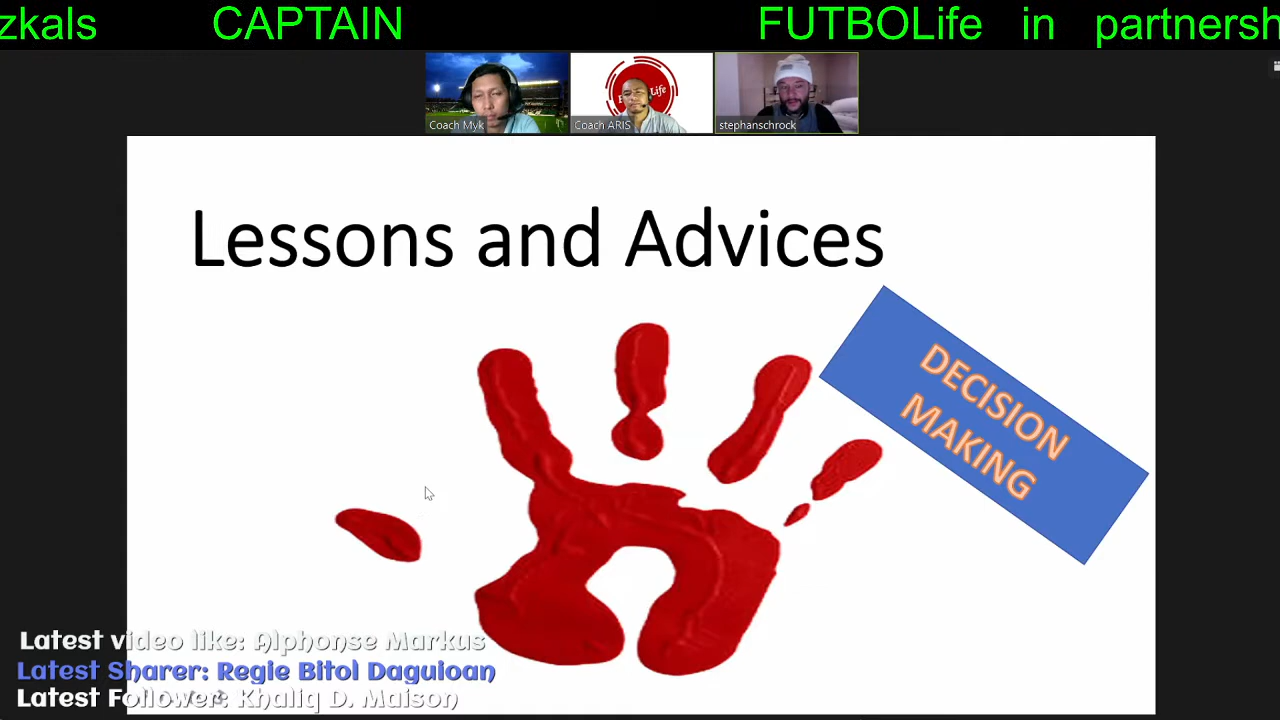 zkals CAPTAIN FUTBOLife in partnersh
Coach Myk
Coach ARIS
stephanschrock
Lessons and Advices
DECISION
MAKING
Latest video like: Alphonse Markus
Latest Sharer: Regie Bitol Daguioan
Latest Follower: Khaliq D. Maison